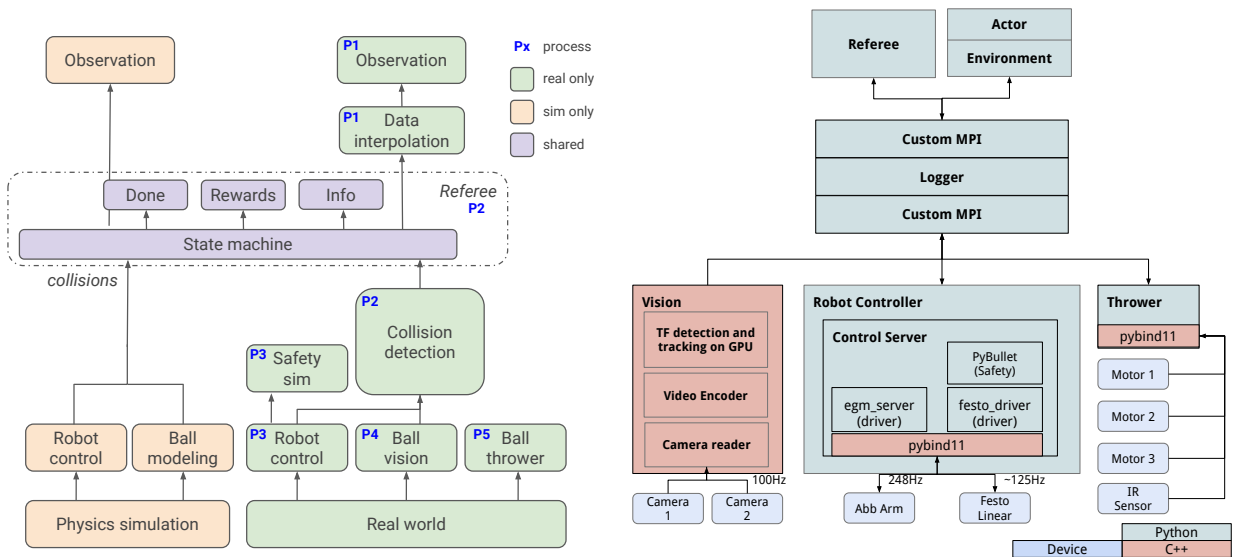 Observation
P1
Observation
P1
Data
interpolation
Px process
real only
sim only
shared
Done
Rewards
Info
Referee
P2
State machine
collisions
P2
Collision
detection
P3
Safety
sim
Robot
control
Ball
modeling
P3
Robot
control
P4
Ball
vision
P5
Ball
thrower
Physics simulation
Real world
Referee
Actor
Environment
Custom MPI
Logger
Custom MPI
Vision
TF detection and
tracking on GPU
Video Encoder
Camera reader
100Hz
Camera
1
Camera
2
Robot Controller
Control Server
PyBullet
(Safety)
egm_server
(driver)
festo_driver
(driver)
pybind11
248Hz
~125Hz
Abb Arm
Festo
Linear
Thrower
pybind11
Motor 1
Motor 2
Motor 3
IR
Sensor
Python
Device
C++